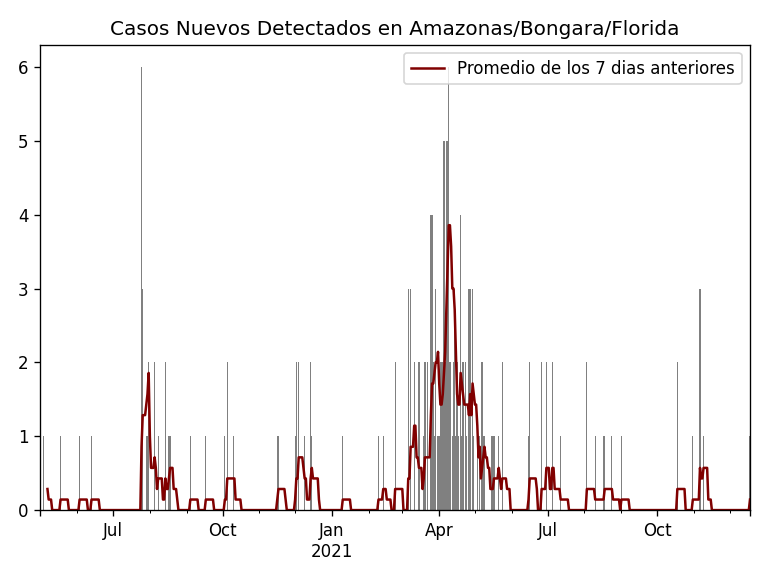 Casos Nuevos Detectados en Amazonas/Bongara/Florida
Promedio de los 7 dias anteriores
6
5
4
3
2
1
0
Jul
Oct
Jan
2021
Apr
Jul
Oct